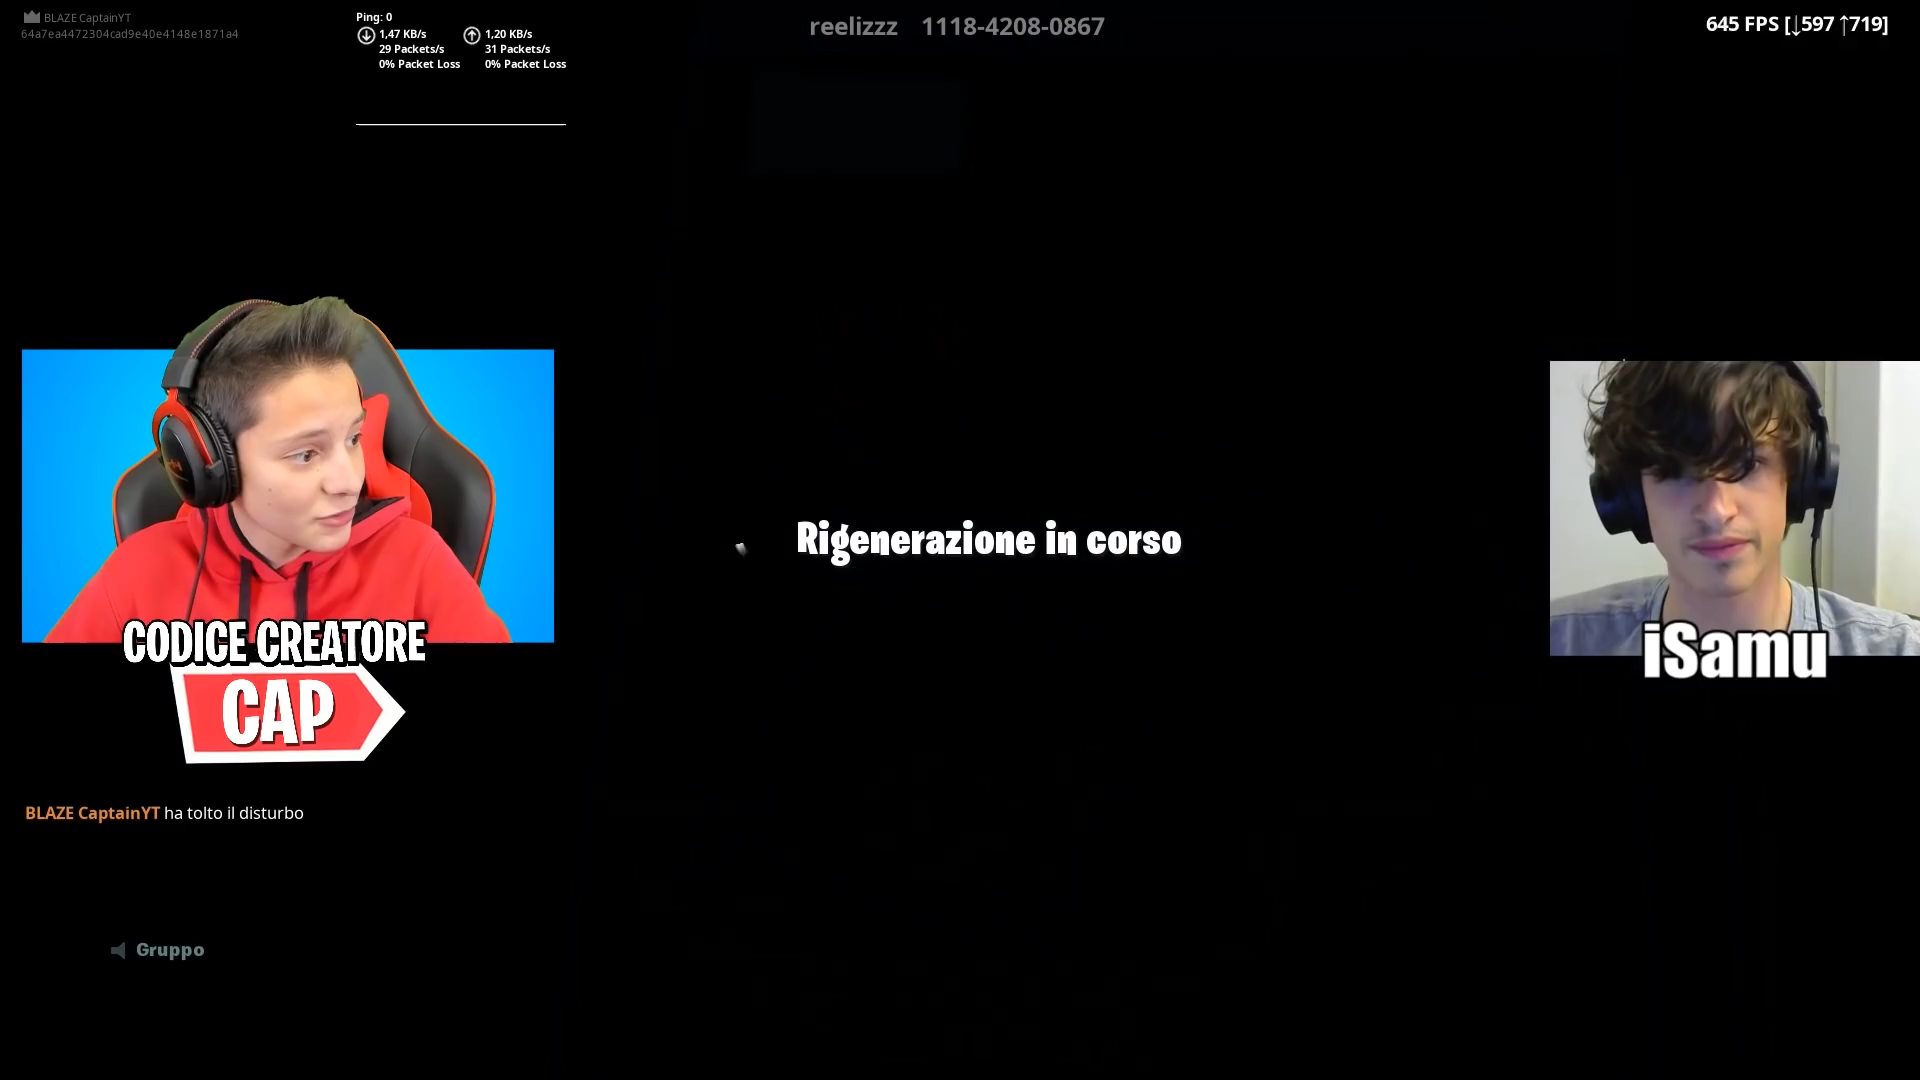 BLAZE CaptainYT
64a7ea4472304cad9e40e4148e1871a4
Ping: 0
1,47 KB/s
29 Packets/s
0% Packet Loss
1,20 KB/s
31 Packets/s
0% Packet Loss
reelizzz 1118-4208-0867
645 FPS [↓597 ↑719]
Rigenerazione in corso
CODICE CREATORE
CAP
iSamu
BLAZE CaptainYT ha tolto il disturbo
Gruppo